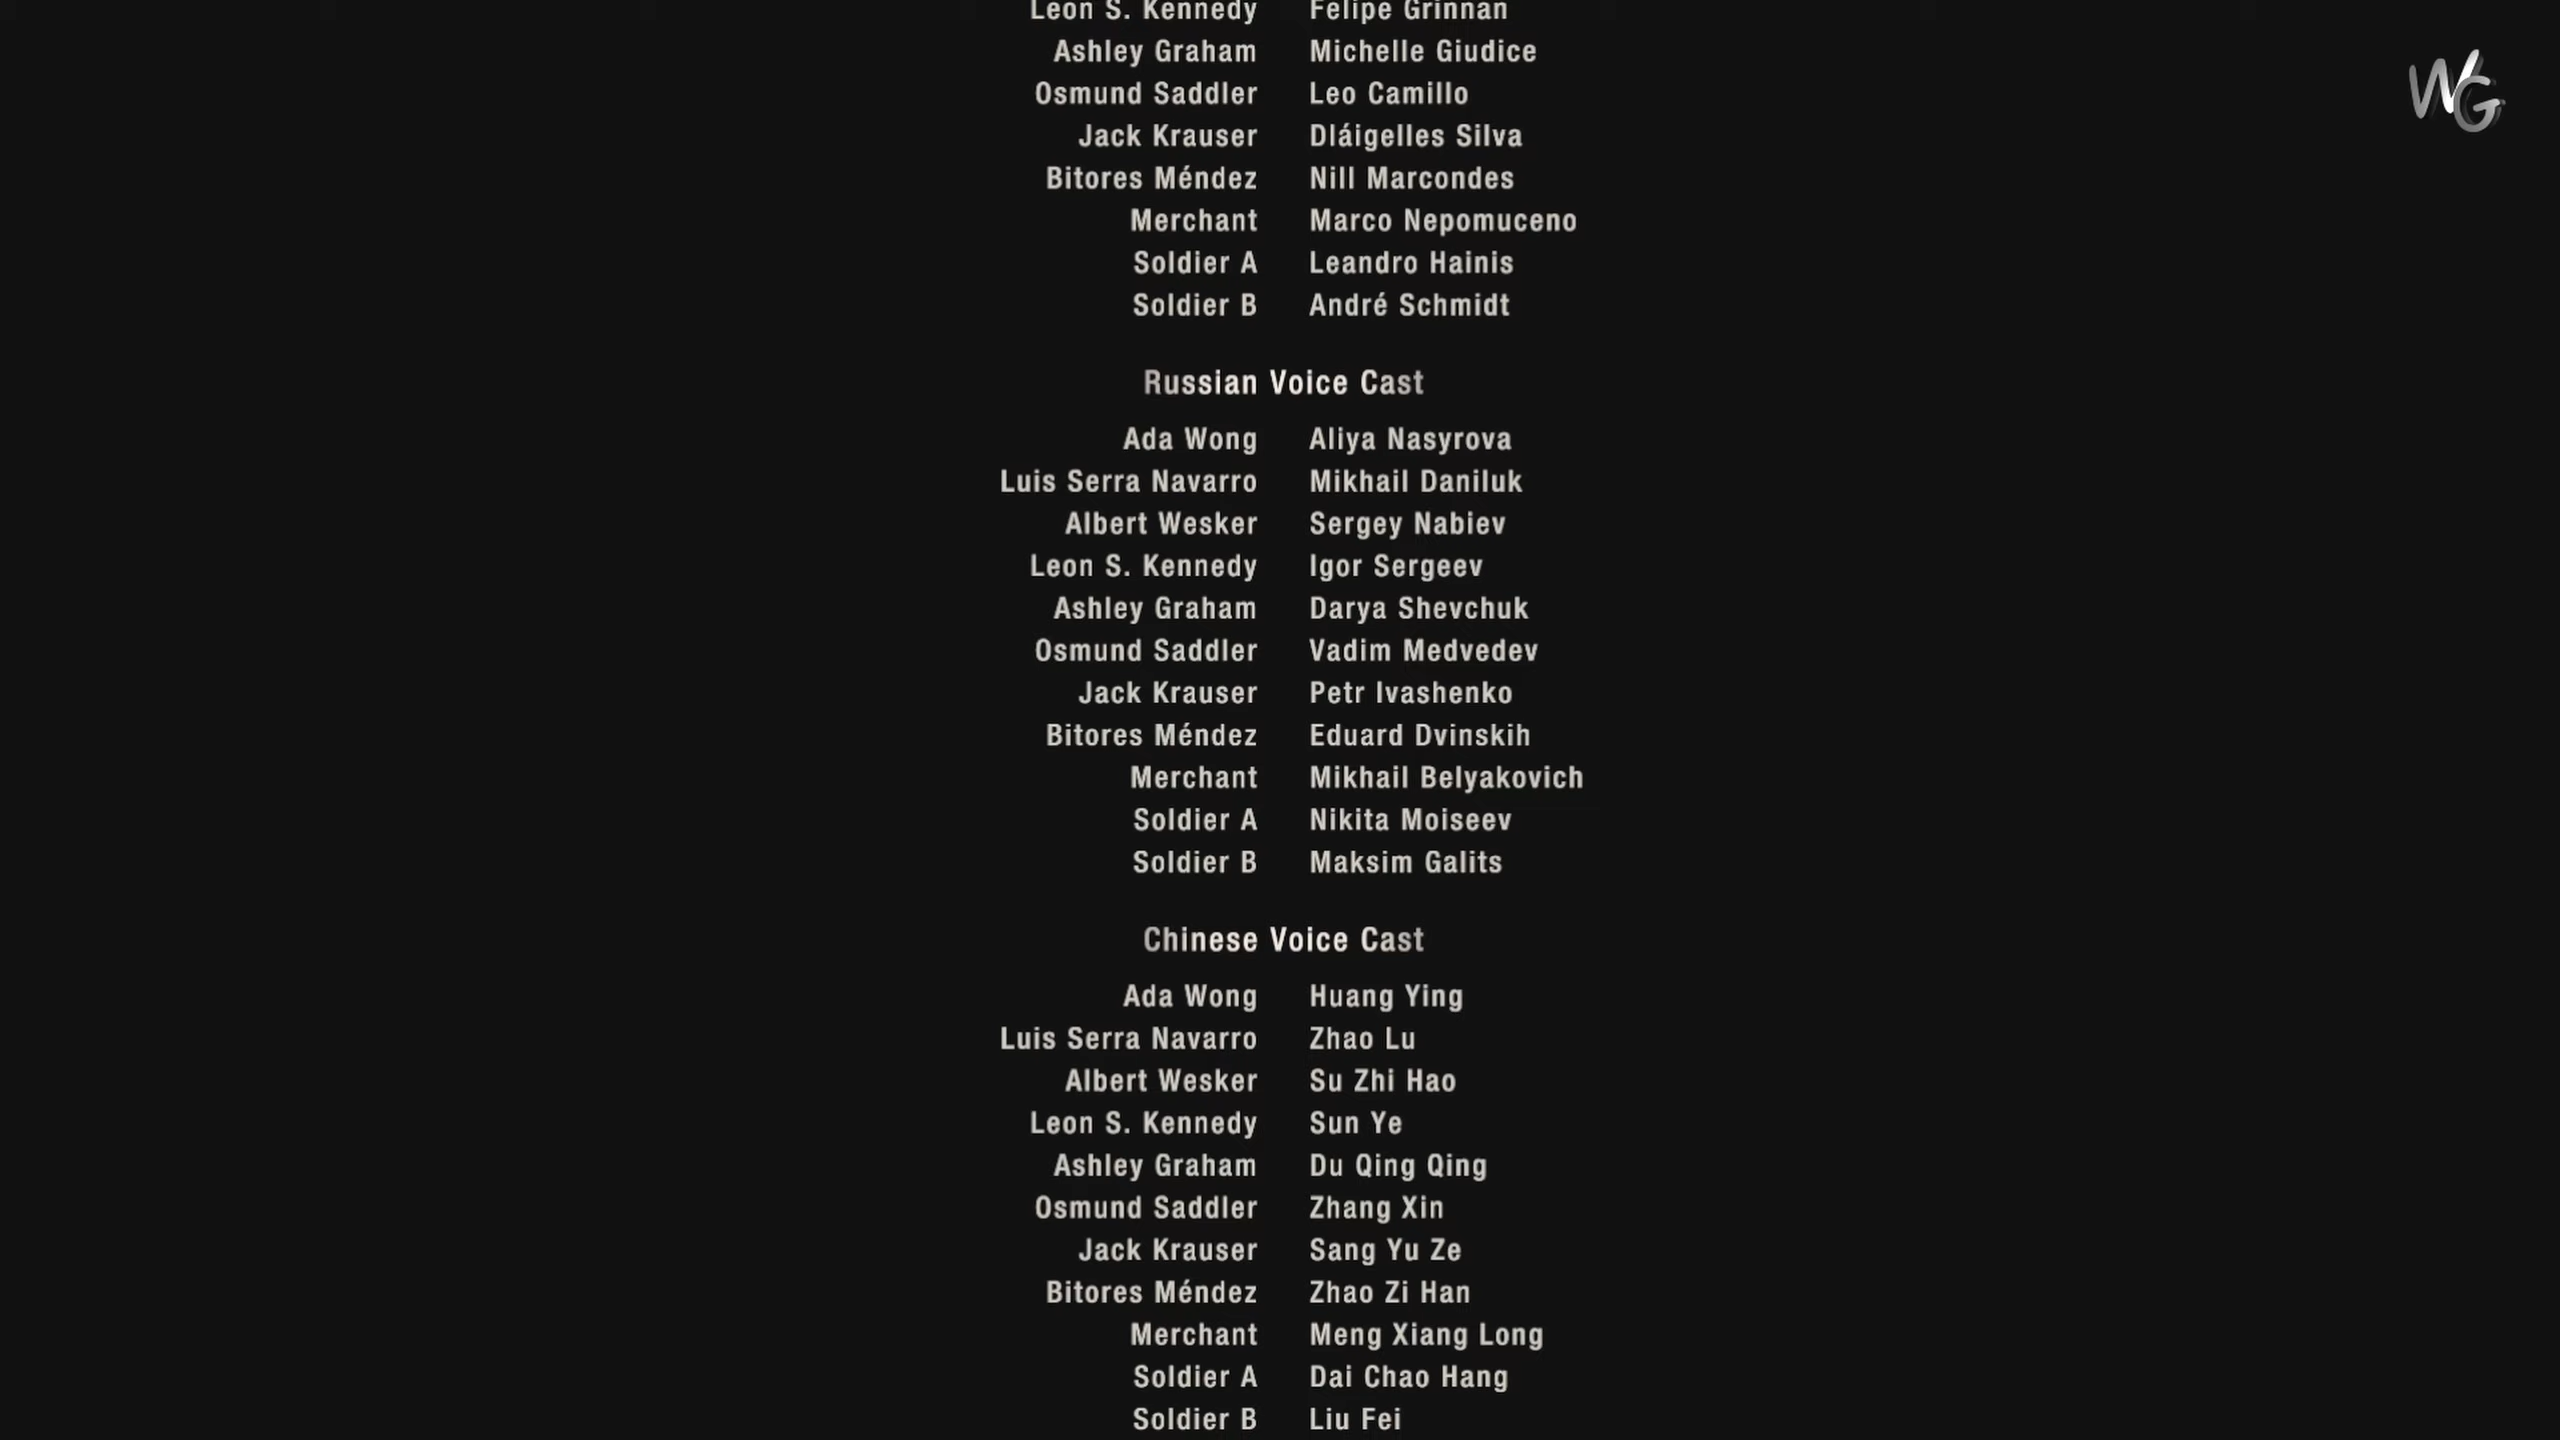 Leon S. Kennedy Felipe Grinnan
Ashley Graham Michelle Giudice
Osmund Saddler Leo Camillo
Jack Krauser Dláigelles Silva
Bitores Méndez Nill Marcondes
Merchant Marco Nepomuceno
Soldier A Leandro Hainis
Soldier B André Schmidt
Russian Voice Cast
Ada Wong Aliya Nasyrova
Luis Serra Navarro Mikhail Daniluk
Albert Wesker Sergey Nabiev
Leon S. Kennedy Igor Sergeev
Ashley Graham Darya Shevchuk
Osmund Saddler Vadim Medvedev
Jack Krauser Petr Ivashenko
Bitores Méndez Eduard Dvinskih
Merchant Mikhail Belyakovich
Soldier A Nikita Moiseev
Soldier B Maksim Galits
Chinese Voice Cast
Ada Wong Huang Ying
Luis Serra Navarro Zhao Lu
Albert Wesker Su Zhi Hao
Leon S. Kennedy Sun Ye
Ashley Graham Du Qing Qing
Osmund Saddler Zhang Xin
Jack Krauser Sang Yu Ze
Bitores Méndez Zhao Zi Han
Merchant Meng Xiang Long
Soldier A Dai Chao Hang
Soldier B Liu Fei
WG